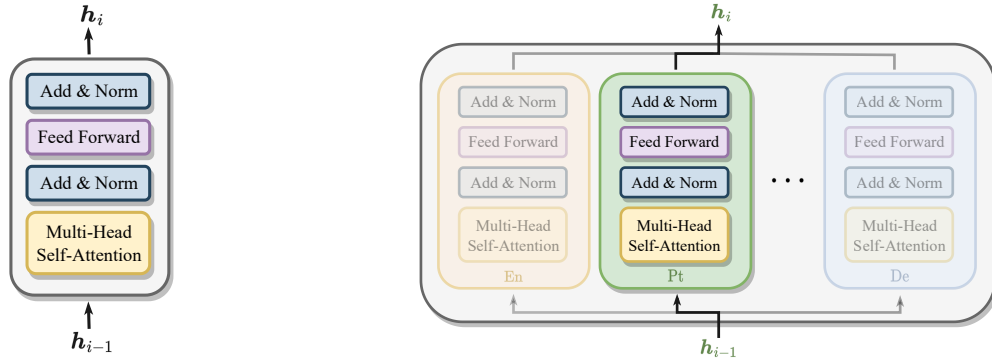 h_i
Add & Norm
Feed Forward
Add & Norm
Multi-Head
Self-Attention
h_{i−1}
h_i
Add & Norm
Feed Forward
Add & Norm
Multi-Head
Self-Attention
En
Add & Norm
Feed Forward
Add & Norm
Multi-Head
Self-Attention
Pt
...
Add & Norm
Feed Forward
Add & Norm
Multi-Head
Self-Attention
De
h_{i−1}